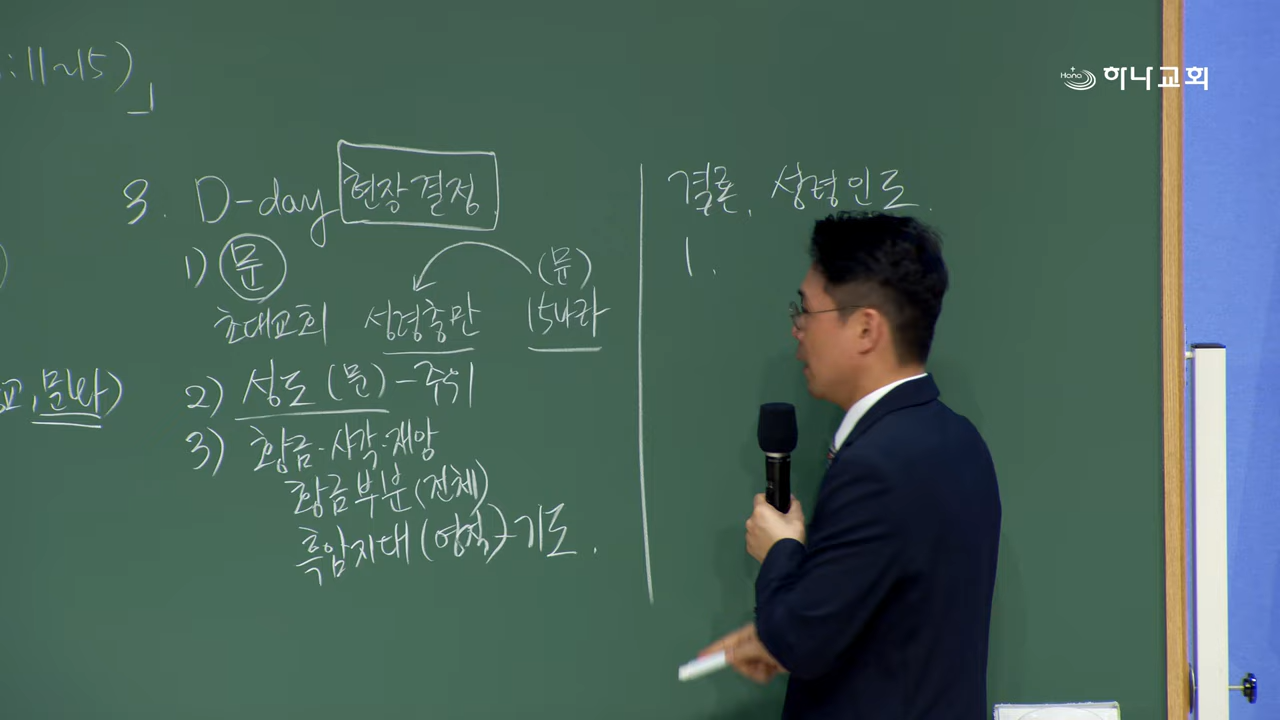 :11~15)」
3. D-day 현장결정
1) 문 (문)
초대교회 성령충만 15나라
2) 성도 (문) - 주위
3) 황금·사각·재앙
황금부분 (전체)
흑암지대 (영적) - 기도.
교, 문화)
결론, 성령인도.
1.
Hana 하나교회